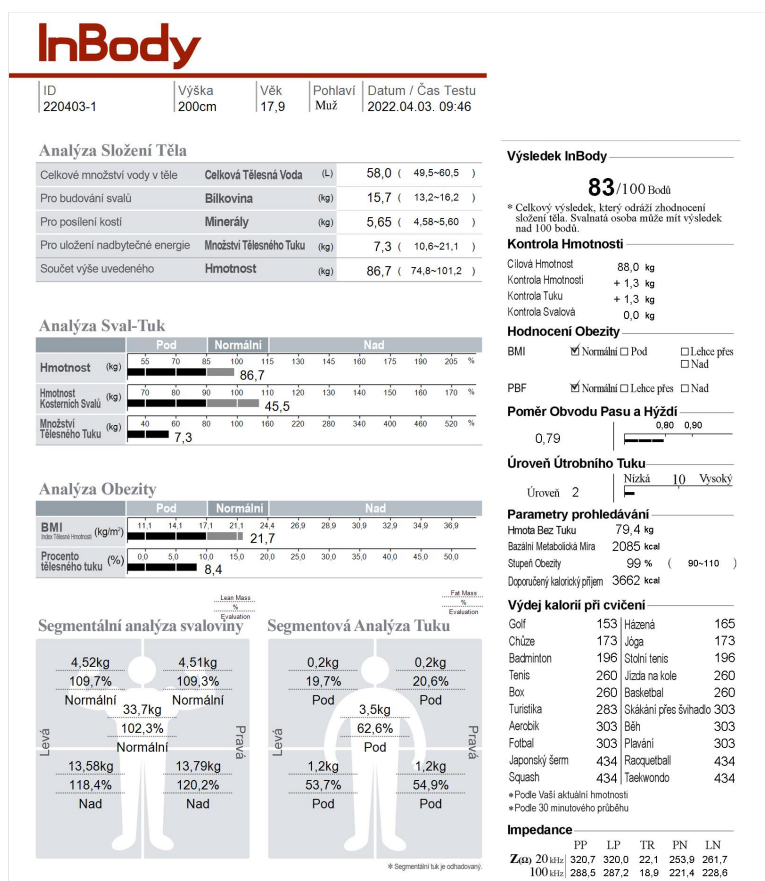 InBody
ID Výška Věk Pohlaví Datum / Čas Testu
220403-1 200cm 17,9 Muž 2022.04.03. 09:46
Analýza Složení Těla
Celkové množství vody v těle Celková Tělesná Voda (L) 58,0 ( 49,5~60,5 )
Pro budování svalů Bílkovina (kg) 15,7 ( 13,2~16,2 )
Pro posílení kostí Minerály (kg) 5,65 ( 4,58~5,60 )
Pro uložení nadbytečné energie Množství Tělesného Tuku (kg) 7,3 ( 10,6~21,1 )
Součet výše uvedeného Hmotnost (kg) 86,7 ( 74,8~101,2 )
Analýza Sval-Tuk
Pod Normální Nad
Hmotnost (kg) 55 70 85 100 115 130 145 160 175 190 205 %
86,7
Hmotnost Kosterních Svalů (kg) 70 80 90 100 110 120 130 140 150 160 170 %
45,5
Množství Tělesného Tuku (kg) 40 60 80 100 160 220 280 340 400 460 520 %
7,3
Analýza Obezity
Pod Normální Nad
BMI Index Tělesné Hmotnosti (kg/m²) 11,1 14,1 17,1 21,1 24,4 26,9 28,9 30,9 32,9 34,9 36,9
21,7
Procento tělesného tuku (%) 0,0 5,0 10,0 15,0 20,0 25,0 30,0 35,0 40,0 45,0 50,0
8,4
Lean Mass
%
Evaluation
Segmentální analýza svaloviny
4,52kg 4,51kg
109,7% 109,3%
Normální Normální
33,7kg
102,3%
Normální
Levá Pravá
13,58kg 13,79kg
118,4% 120,2%
Nad Nad
Fat Mass
%
Evaluation
Segmentová Analýza Tuku
0,2kg 0,2kg
19,7% 20,6%
Pod Pod
3,5kg
62,6%
Pod
Levá Pravá
1,2kg 1,2kg
53,7% 54,9%
Pod Pod
* Segmentální tuk je odhadovaný.
Výsledek InBody
83/100 Bodů
* Celkový výsledek, který odráží zhodnocení
složení těla. Svalnatá osoba může mít výsledek
nad 100 bodů.
Kontrola Hmotnosti
Cílová Hmotnost 88,0 kg
Kontrola Hmotnosti + 1,3 kg
Kontrola Tuku + 1,3 kg
Kontrola Svalová 0,0 kg
Hodnocení Obezity
BMI Normální Pod Lehce přes
Nad
PBF Normální Lehce přes Nad
Poměr Obvodu Pasu a Hýždí
0,79 0,80 0,90
Úroveň Útrobního Tuku
Nízká 10 Vysoký
Úroveň 2
Parametry prohledávání
Hmota Bez Tuku 79,4 kg
Bazální Metabolická Míra 2085 kcal
Stupeň Obezity 99 % ( 90~110 )
Doporučený kalorický příjem 3662 kcal
Výdej kalorií při cvičení
Golf 153 Házená 165
Chůze 173 Jóga 173
Badminton 196 Stolní tenis 196
Tenis 260 Jízda na kole 260
Box 260 Basketbal 260
Turistika 283 Skákání přes švihadlo 303
Aerobik 303 Běh 303
Fotbal 303 Plavání 303
Japonský šerm 434 Racquetball 434
Squash 434 Taekwondo 434
*Podle Vaší aktuální hmotnosti
*Podle 30 minutového průběhu
Impedance
PP LP TR PN LN
Z(Ω) 20 kHz 320,7 320,0 22,1 253,9 261,7
100 kHz 288,5 287,2 18,9 221,4 228,6